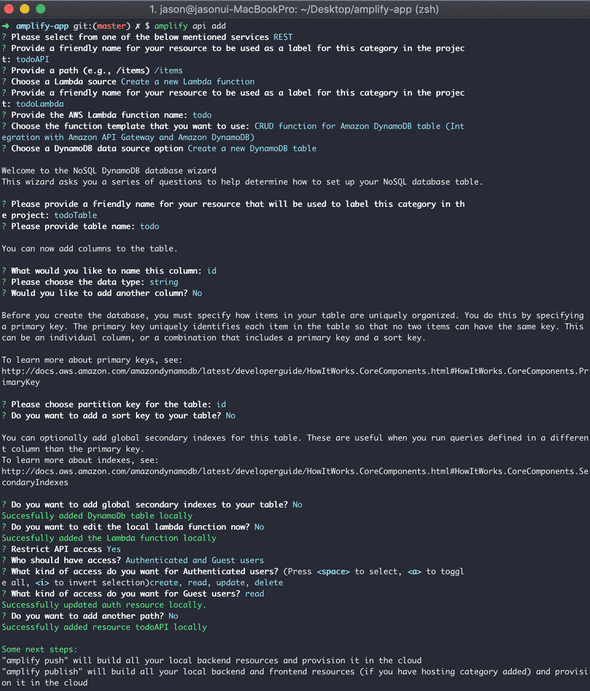 1. jason@jasonui-MacBookPro: ~/Desktop/amplify-app (zsh)
➜ amplify-app git:(master) ✗ $ amplify api add
? Please select from one of the below mentioned services REST
? Provide a friendly name for your resource to be used as a label for this category in the projec
t: todoAPI
? Provide a path (e.g., /items) /items
? Choose a Lambda source Create a new Lambda function
? Provide a friendly name for your resource to be used as a label for this category in the projec
t: todoLambda
? Provide the AWS Lambda function name: todo
? Choose the function template that you want to use: CRUD function for Amazon DynamoDB table (Int
egration with Amazon API Gateway and Amazon DynamoDB)
? Choose a DynamoDB data source option Create a new DynamoDB table
Welcome to the NoSQL DynamoDB database wizard
This wizard asks you a series of questions to help determine how to set up your NoSQL database table.
? Please provide a friendly name for your resource that will be used to label this category in th
e project: todoTable
? Please provide table name: todo
You can now add columns to the table.
? What would you like to name this column: id
? Please choose the data type: string
? Would you like to add another column? No
Before you create the database, you must specify how items in your table are uniquely organized. You do this by specifying
a primary key. The primary key uniquely identifies each item in the table so that no two items can have the same key. This
can be an individual column, or a combination that includes a primary key and a sort key.
To learn more about primary keys, see:
http://docs.aws.amazon.com/amazondynamodb/latest/developerguide/HowItWorks.CoreComponents.html#HowItWorks.CoreComponents.Pr
imaryKey
? Please choose partition key for the table: id
? Do you want to add a sort key to your table? No
You can optionally add global secondary indexes for this table. These are useful when you run queries defined in a differen
t column than the primary key.
To learn more about indexes, see:
http://docs.aws.amazon.com/amazondynamodb/latest/developerguide/HowItWorks.CoreComponents.html#HowItWorks.CoreComponents.Se
condaryIndexes
? Do you want to add global secondary indexes to your table? No
Succesfully added DynamoDb table locally
? Do you want to edit the local lambda function now? No
Succesfully added the Lambda function locally
? Restrict API access Yes
? Who should have access? Authenticated and Guest users
? What kind of access do you want for Authenticated users? (Press <space> to select, <a> to toggl
e all, <i> to invert selection)create, read, update, delete
? What kind of access do you want for Guest users? read
Successfully updated auth resource locally.
? Do you want to add another path? No
Successfully added resource todoAPI locally
Some next steps:
"amplify push" will build all your local backend resources and provision it in the cloud
"amplify publish" will build all your local backend and frontend resources (if you have hosting category added) and provisi
on it in the cloud